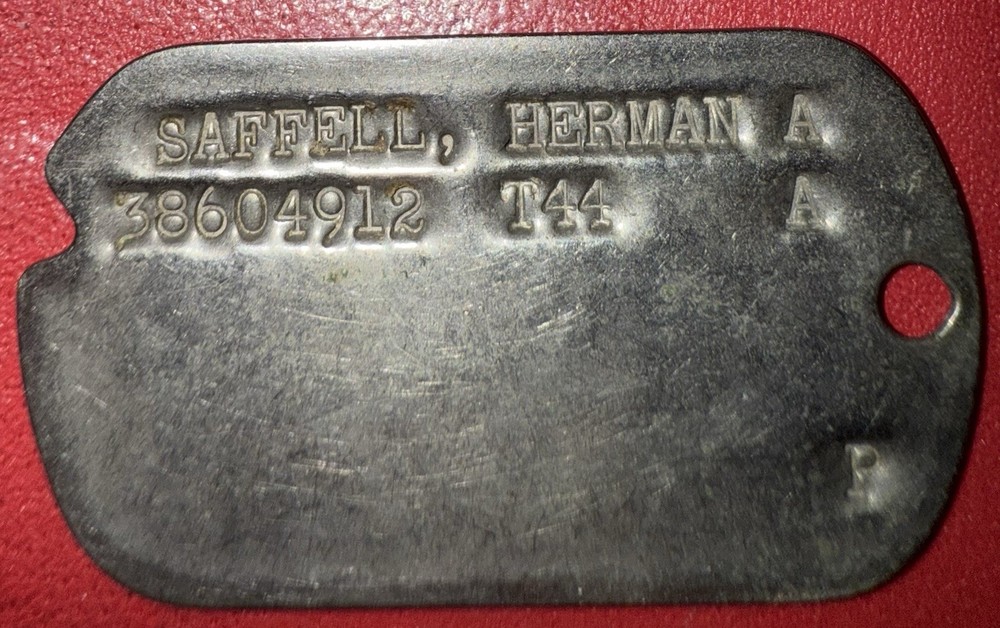 SAFFELL, HERMAN A
38604912 T44 A
P